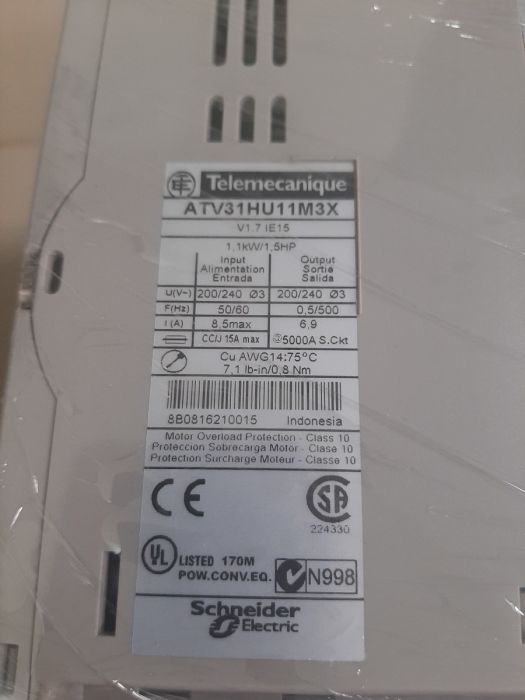 Telemecanique
ATV31HU11M3X
V1.7 IE15
1,1kW/1,5HP
Input Output
Alimentation Sortie
Entrada Salida
U(V~) 200/240 Ø3 200/240 Ø3
F(Hz) 50/60 0,5/500
I (A) 8,5max 6,9
CC/J 15A max @5000A S.Ckt
Cu AWG14:75°C
7,1 lb-in/0,8 Nm
8B0816210015 Indonesia
Motor Overload Protection - Class 10
Proteccion Sobrecarga Motor - Clase 10
Protection Surcharge Moteur - Classe 10
CE SA
224330
UL LISTED 170M
POW.CONV.EQ. N998
Schneider
Electric